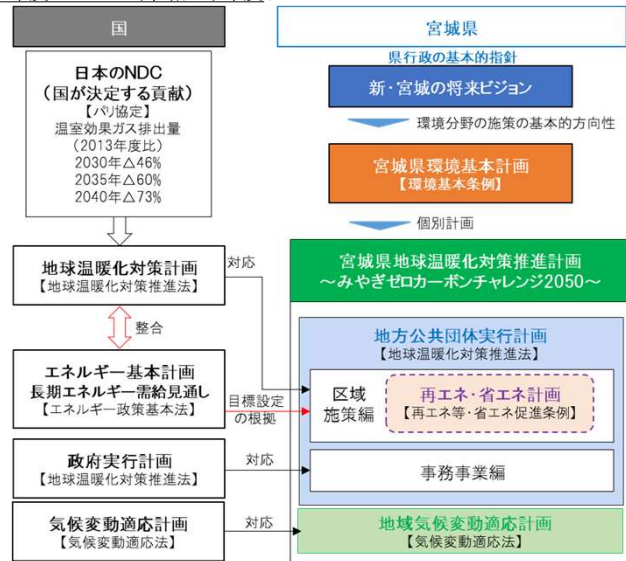 国
日本のNDC
(国が決定する貢献)
【パリ協定】
温室効果ガス排出量
(2013年度比)
2030年△46%
2035年△60%
2040年△73%
地球温暖化対策計画
【地球温暖化対策推進法】
整合
エネルギー基本計画
長期エネルギー需給見通し
【エネルギー政策基本法】
政府実行計画
【地球温暖化対策推進法】
気候変動適応計画
【気候変動適応法】
対応
目標設定
の根拠
対応
対応
宮城県
県行政の基本的指針
新・宮城の将来ビジョン
環境分野の施策の基本的方向性
宮城県環境基本計画
【環境基本条例】
個別計画
宮城県地球温暖化対策推進計画
~みやぎゼロカーボンチャレンジ2050~
地方公共団体実行計画
【地球温暖化対策推進法】
区域
施策編
再エネ・省エネ計画
【再エネ等・省エネ促進条例】
事務事業編
地域気候変動適応計画
【気候変動適応法】